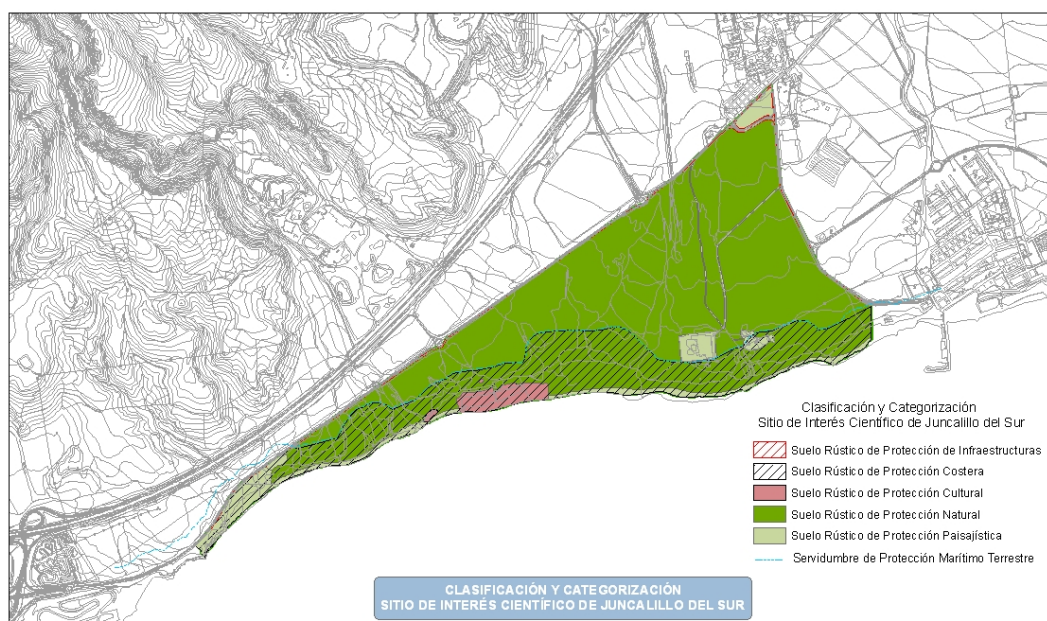 Clasificación y Categorización
Sitio de Interés Científico de Juncalillo del Sur
Suelo Rústico de Protección de Infraestructuras
Suelo Rústico de Protección Costera
Suelo Rústico de Protección Cultural
Suelo Rústico de Protección Natural
Suelo Rústico de Protección Paisajística
Servidumbre de Protección Marítimo Terrestre
CLASIFICACIÓN Y CATEGORIZACIÓN
SITIO DE INTERÉS CIENTÍFICO DE JUNCALILLO DEL SUR